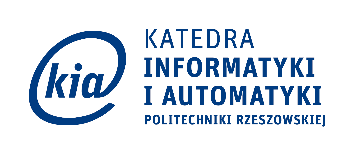 kia
KATEDRA
INFORMATYKI
I AUTOMATYKI
POLITECHNIKI RZESZOWSKIEJ